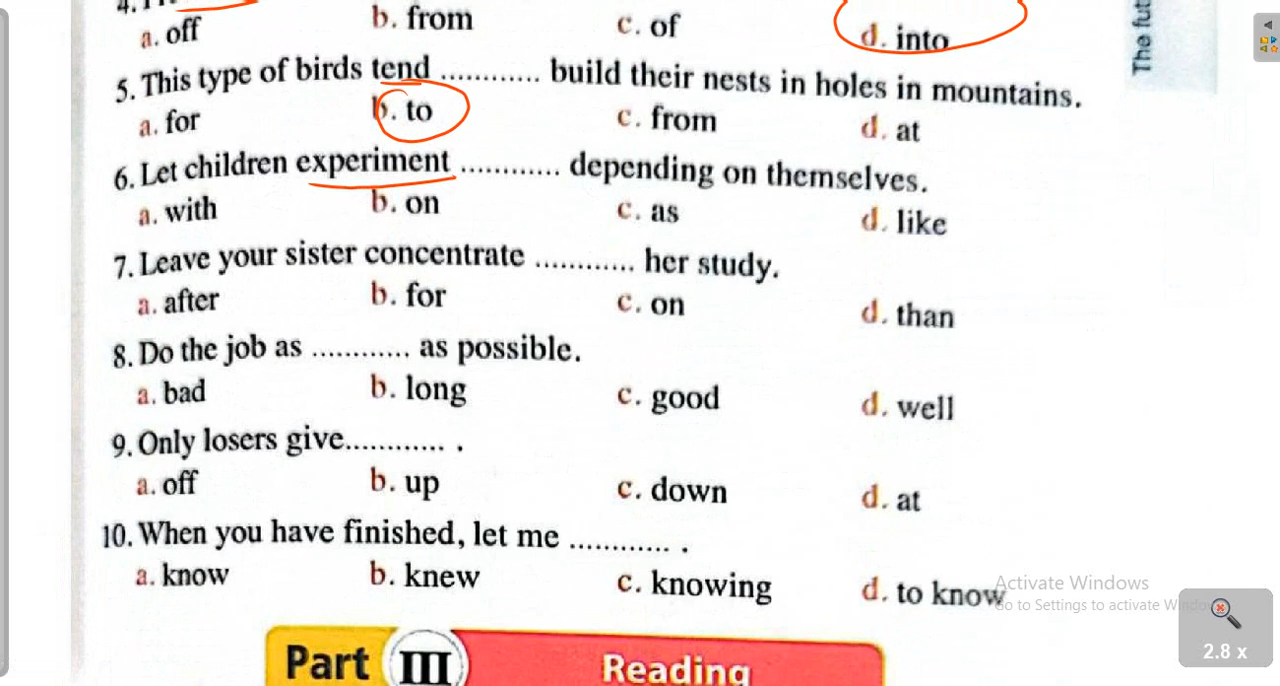 4.
a. off b. from c. of d. into
5. This type of birds tend ............ build their nests in holes in mountains.
a. for b. to c. from d. at
6. Let children experiment ............ depending on themselves.
a. with b. on c. as d. like
7. Leave your sister concentrate ............ her study.
a. after b. for c. on d. than
8. Do the job as ............ as possible.
a. bad b. long c. good d. well
9. Only losers give............ .
a. off b. up c. down d. at
10. When you have finished, let me ............ .
a. know b. knew c. knowing d. to know
Part III Reading
The fut
Activate Windows
Go to Settings to activate Windows
2.8 x